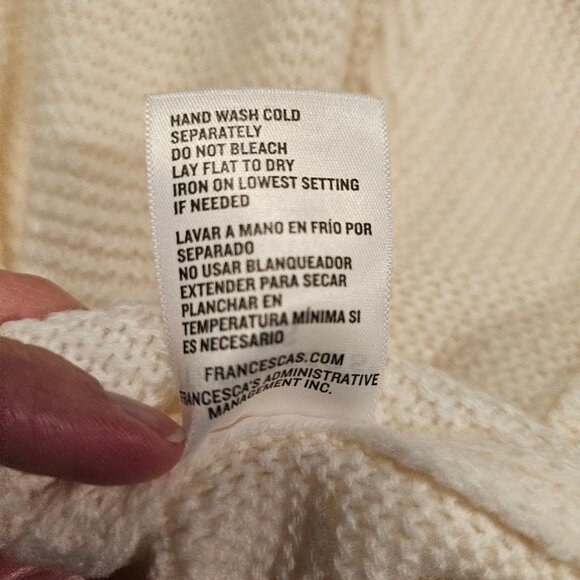 HAND WASH COLD
SEPARATELY
DO NOT BLEACH
LAY FLAT TO DRY
IRON ON LOWEST SETTING
IF NEEDED
LAVAR A MANO EN FRÍO POR
SEPARADO
NO USAR BLANQUEADOR
EXTENDER PARA SECAR
PLANCHAR EN
TEMPERATURA MÍNIMA SI
ES NECESARIO
FRANCESCAS.COM
FRANCESCA'S ADMINISTRATIVE
MANAGEMENT INC.